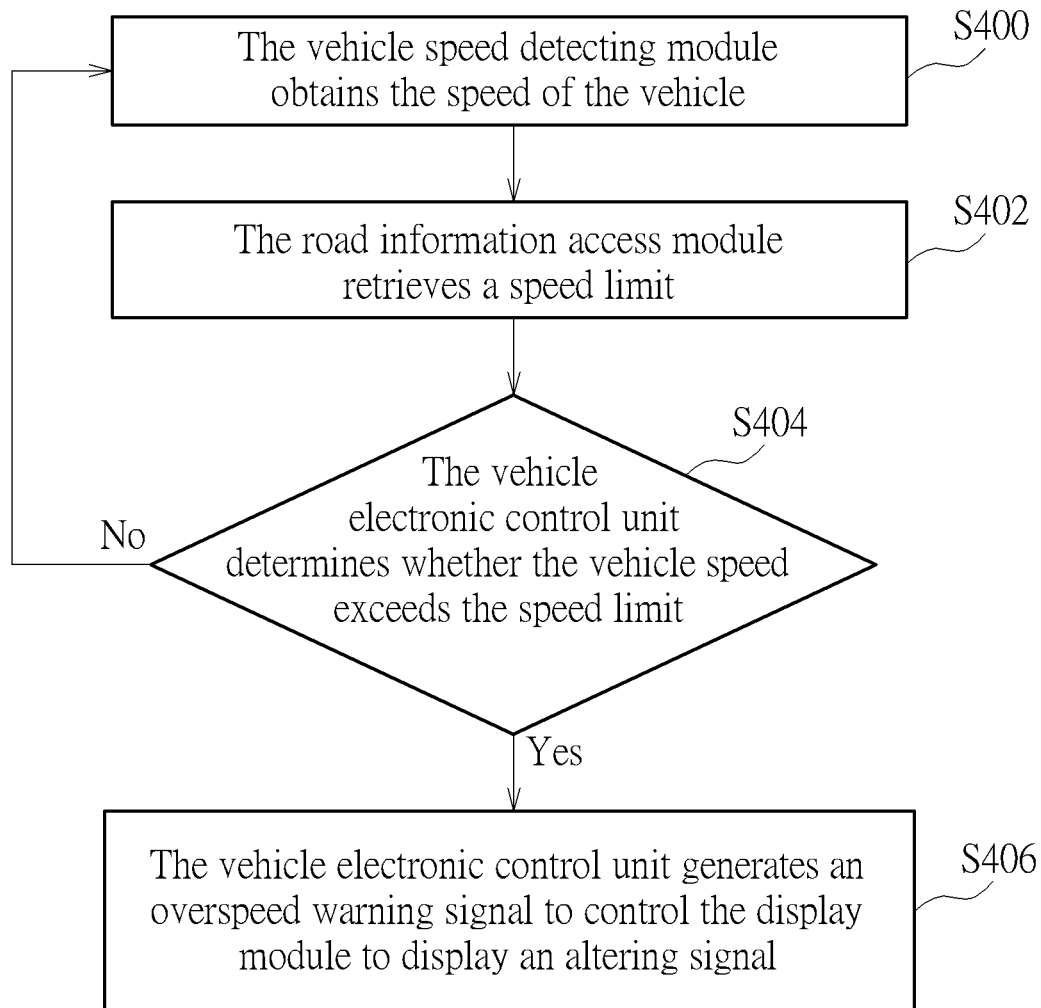 S400
The vehicle speed detecting module
obtains the speed of the vehicle
S402
The road information access module
retrieves a speed limit
S404
The vehicle
electronic control unit
determines whether the vehicle speed
exceeds the speed limit
No
Yes
S406
The vehicle electronic control unit generates an
overspeed warning signal to control the display
module to display an altering signal